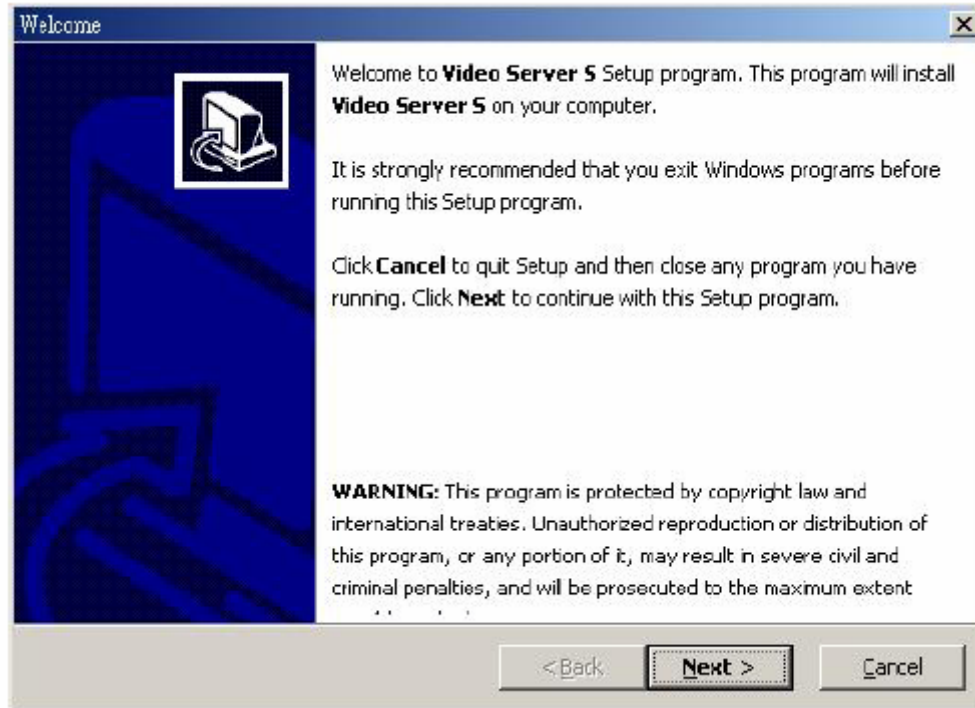 Welcome
Welcome to Video Server S Setup program. This program will install
Video Server S on your computer.
It is strongly recommended that you exit Windows programs before
running this Setup program.
Click Cancel to quit Setup and then close any program you have
running. Click Next to continue with this Setup program.
WARNING: This program is protected by copyright law and
international treaties. Unauthorized reproduction or distribution of
this program, or any portion of it, may result in severe civil and
criminal penalties, and will be prosecuted to the maximum extent
< Back
Next >
Cancel